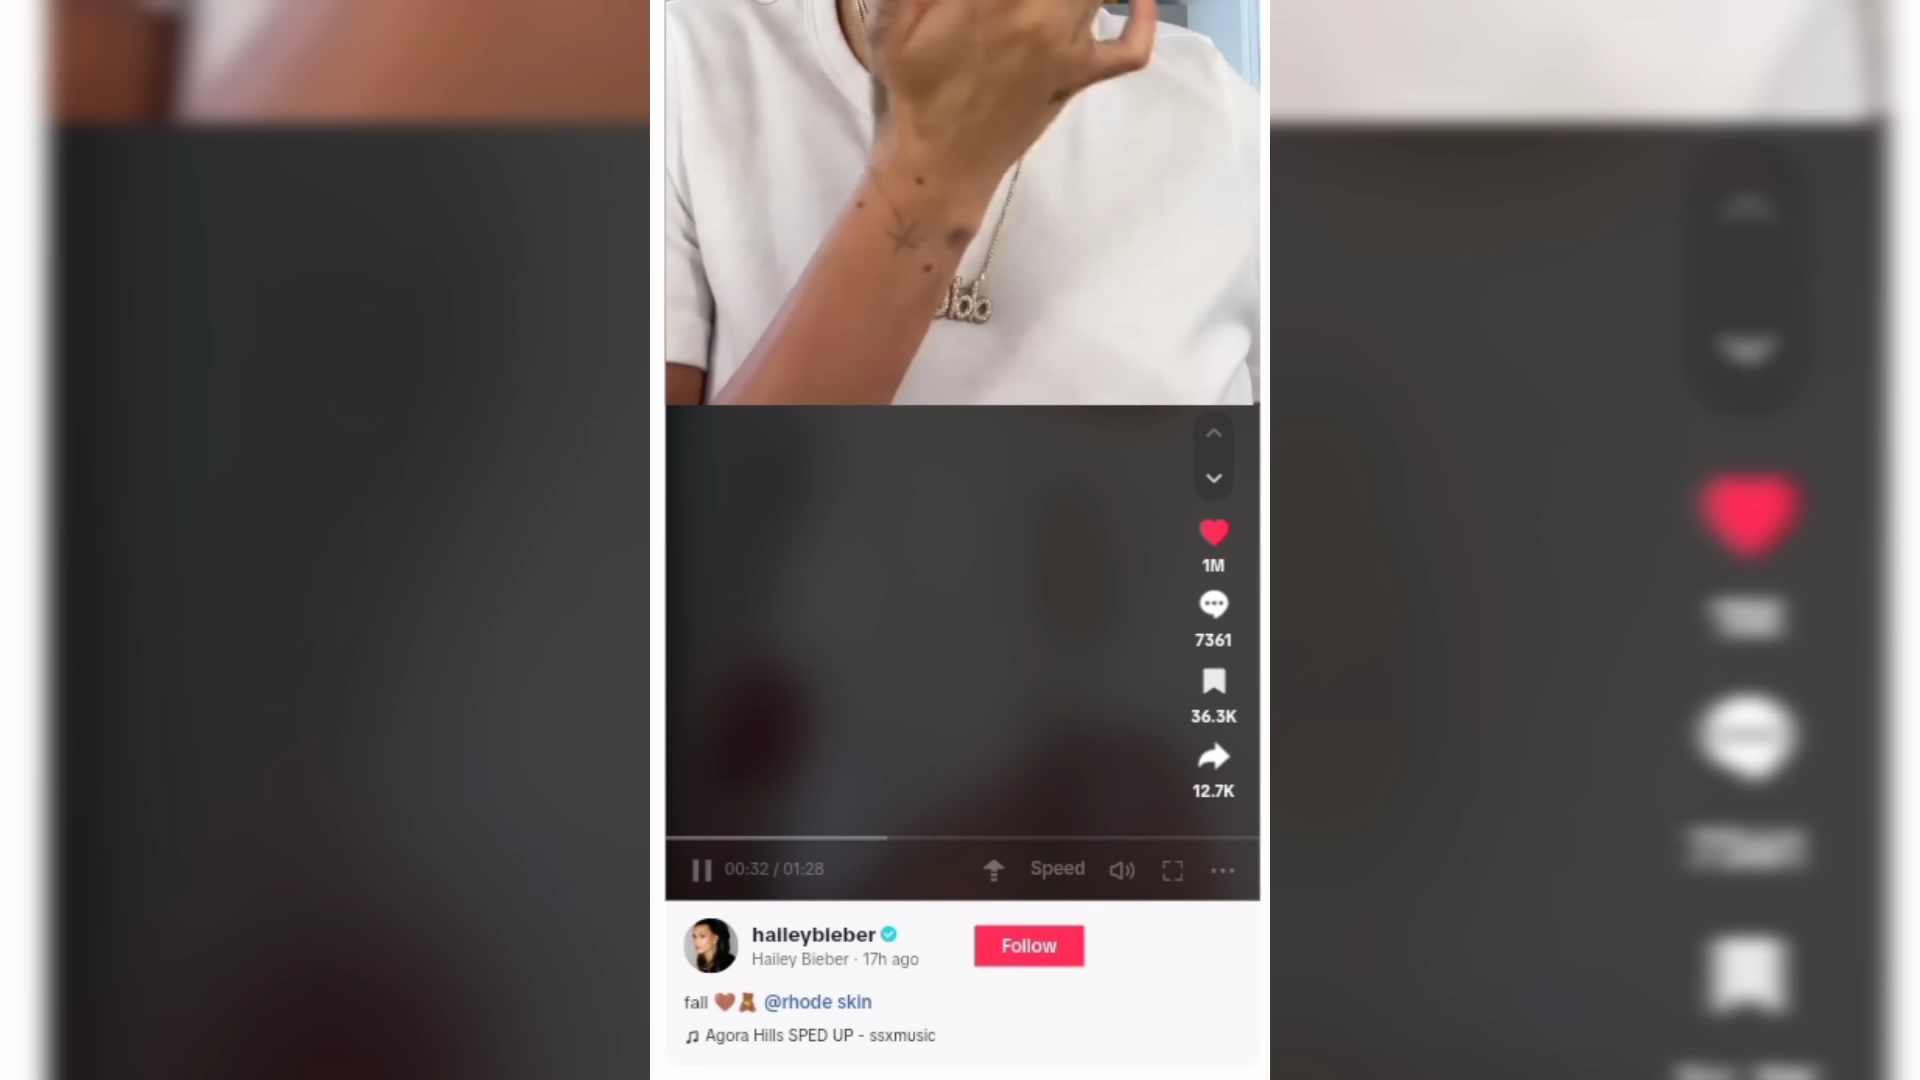 1M
7361
36.3K
12.7K
00:32 / 01:28
Speed
haileybieber
Hailey Bieber · 17h ago
Follow
fall 🤎🧸 @rhode skin
Agora Hills SPED UP - ssxmusic